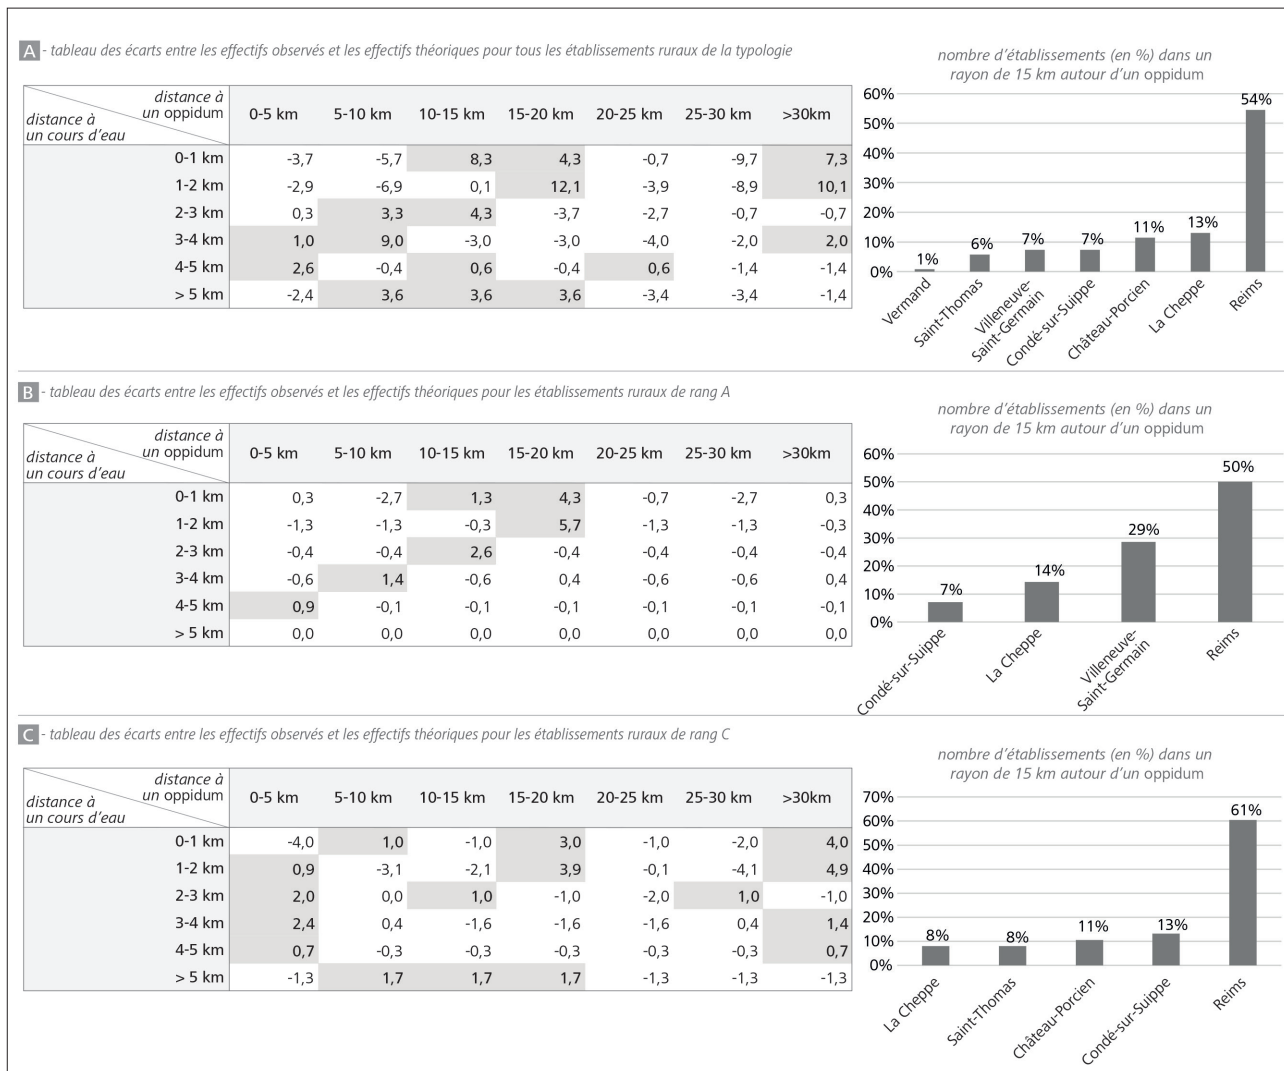 A - tableau des écarts entre les effectifs observés et les effectifs théoriques pour tous les établissements ruraux de la typologie
distance à un oppidum
distance à un cours d'eau
0-5 km 5-10 km 10-15 km 15-20 km 20-25 km 25-30 km >30km
0-1 km -3,7 -5,7 8,3 4,3 -0,7 -9,7 7,3
1-2 km -2,9 -6,9 0,1 12,1 -3,9 -8,9 10,1
2-3 km 0,3 3,3 4,3 -3,7 -2,7 -0,7 -0,7
3-4 km 1,0 9,0 -3,0 -3,0 -4,0 -2,0 2,0
4-5 km 2,6 -0,4 0,6 -0,4 0,6 -1,4 -1,4
> 5 km -2,4 3,6 3,6 3,6 -3,4 -3,4 -1,4
nombre d'établissements (en %) dans un
rayon de 15 km autour d'un oppidum
60%
50%
40%
30%
20%
10%
0%
1% 6% 7% 7% 11% 13% 54%
Vermand
Saint-Thomas
Villeneuve-
Saint-Germain
Condé-sur-Suippe
Château-Porcien
La Cheppe
Reims
B - tableau des écarts entre les effectifs observés et les effectifs théoriques pour les établissements ruraux de rang A
distance à un oppidum
distance à un cours d'eau
0-5 km 5-10 km 10-15 km 15-20 km 20-25 km 25-30 km >30km
0-1 km 0,3 -2,7 1,3 4,3 -0,7 -2,7 0,3
1-2 km -1,3 -1,3 -0,3 5,7 -1,3 -1,3 -0,3
2-3 km -0,4 -0,4 2,6 -0,4 -0,4 -0,4 -0,4
3-4 km -0,6 1,4 -0,6 0,4 -0,6 -0,6 0,4
4-5 km 0,9 -0,1 -0,1 -0,1 -0,1 -0,1 -0,1
> 5 km 0,0 0,0 0,0 0,0 0,0 0,0 0,0
nombre d'établissements (en %) dans un
rayon de 15 km autour d'un oppidum
60%
50%
40%
30%
20%
10%
0%
7% 14% 29% 50%
Condé-sur-Suippe
La Cheppe
Villeneuve-
Saint-Germain
Reims
C - tableau des écarts entre les effectifs observés et les effectifs théoriques pour les établissements ruraux de rang C
distance à un oppidum
distance à un cours d'eau
0-5 km 5-10 km 10-15 km 15-20 km 20-25 km 25-30 km >30km
0-1 km -4,0 1,0 -1,0 3,0 -1,0 -2,0 4,0
1-2 km 0,9 -3,1 -2,1 3,9 -0,1 -4,1 4,9
2-3 km 2,0 0,0 1,0 -1,0 -2,0 1,0 -1,0
3-4 km 2,4 0,4 -1,6 -1,6 -1,6 0,4 1,4
4-5 km 0,7 -0,3 -0,3 -0,3 -0,3 -0,3 0,7
> 5 km -1,3 1,7 1,7 1,7 -1,3 -1,3 -1,3
nombre d'établissements (en %) dans un
rayon de 15 km autour d'un oppidum
70%
60%
50%
40%
30%
20%
10%
0%
8% 8% 11% 13% 61%
La Cheppe
Saint-Thomas
Château-Porcien
Condé-sur-Suippe
Reims